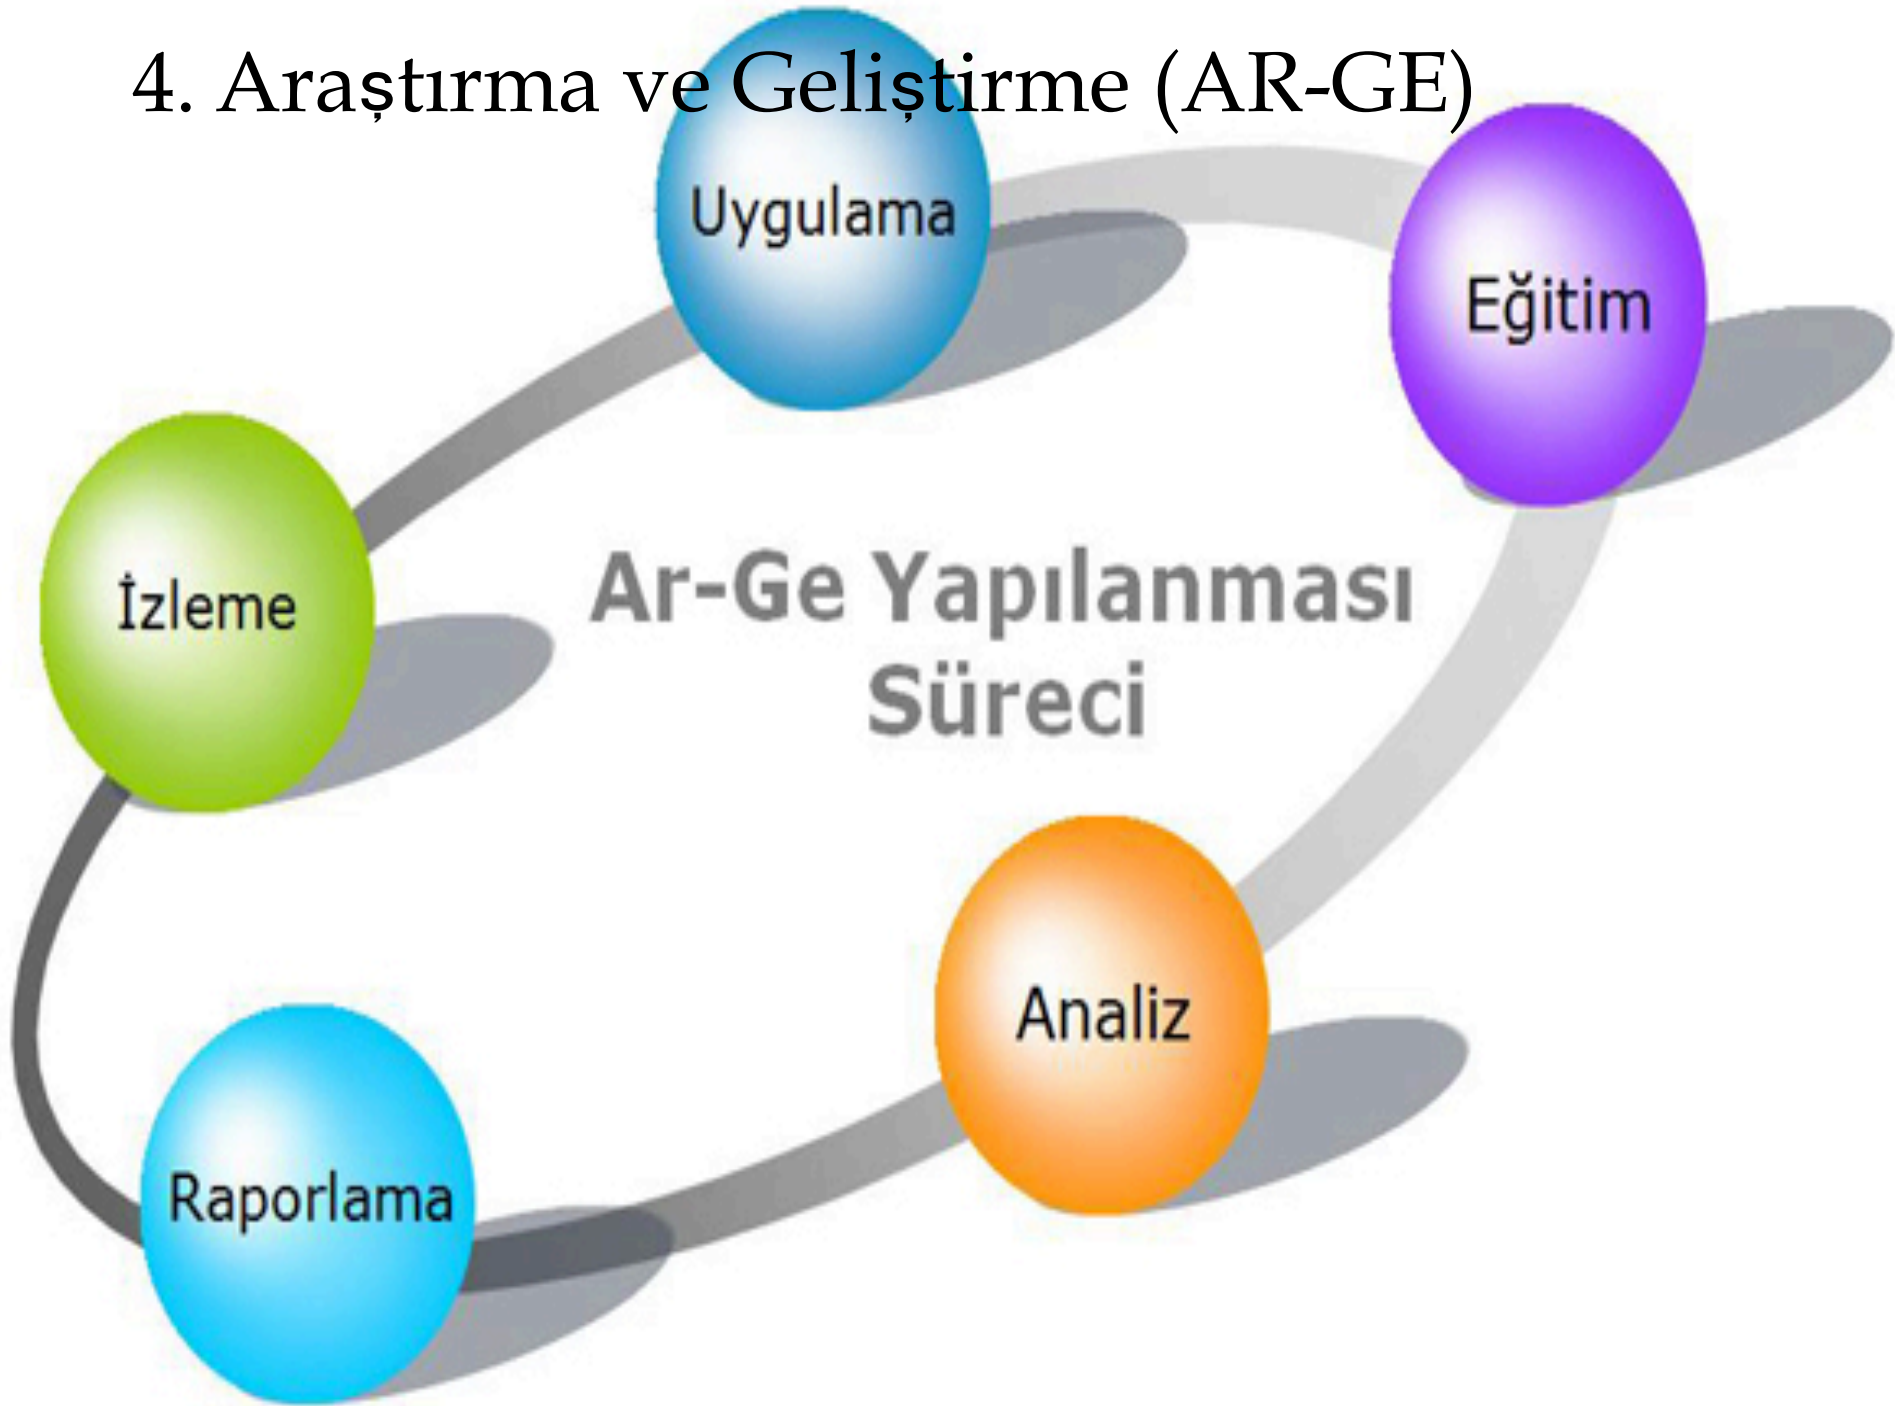 4. Araştırma ve Geliştirme (AR-GE)
Uygulama
Eğitim
İzleme
Ar-Ge Yapılanması
Süreci
Analiz
Raporlama